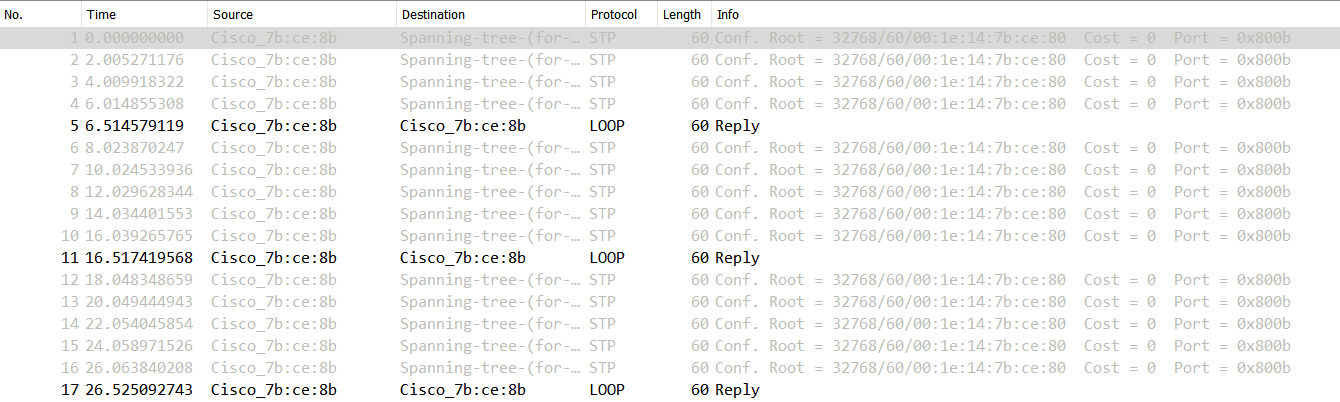 No. Time Source Destination Protocol Length Info
1 0.000000000 Cisco_7b:ce:8b Spanning-tree-(for-… STP 60 Conf. Root = 32768/60/00:1e:14:7b:ce:80 Cost = 0 Port = 0x800b
2 2.005271176 Cisco_7b:ce:8b Spanning-tree-(for-… STP 60 Conf. Root = 32768/60/00:1e:14:7b:ce:80 Cost = 0 Port = 0x800b
3 4.009918322 Cisco_7b:ce:8b Spanning-tree-(for-… STP 60 Conf. Root = 32768/60/00:1e:14:7b:ce:80 Cost = 0 Port = 0x800b
4 6.014855308 Cisco_7b:ce:8b Spanning-tree-(for-… STP 60 Conf. Root = 32768/60/00:1e:14:7b:ce:80 Cost = 0 Port = 0x800b
5 6.514579119 Cisco_7b:ce:8b Cisco_7b:ce:8b LOOP 60 Reply
6 8.023870247 Cisco_7b:ce:8b Spanning-tree-(for-… STP 60 Conf. Root = 32768/60/00:1e:14:7b:ce:80 Cost = 0 Port = 0x800b
7 10.024533936 Cisco_7b:ce:8b Spanning-tree-(for-… STP 60 Conf. Root = 32768/60/00:1e:14:7b:ce:80 Cost = 0 Port = 0x800b
8 12.029628344 Cisco_7b:ce:8b Spanning-tree-(for-… STP 60 Conf. Root = 32768/60/00:1e:14:7b:ce:80 Cost = 0 Port = 0x800b
9 14.034401553 Cisco_7b:ce:8b Spanning-tree-(for-… STP 60 Conf. Root = 32768/60/00:1e:14:7b:ce:80 Cost = 0 Port = 0x800b
10 16.039265765 Cisco_7b:ce:8b Spanning-tree-(for-… STP 60 Conf. Root = 32768/60/00:1e:14:7b:ce:80 Cost = 0 Port = 0x800b
11 16.517419568 Cisco_7b:ce:8b Cisco_7b:ce:8b LOOP 60 Reply
12 18.048348659 Cisco_7b:ce:8b Spanning-tree-(for-… STP 60 Conf. Root = 32768/60/00:1e:14:7b:ce:80 Cost = 0 Port = 0x800b
13 20.049444943 Cisco_7b:ce:8b Spanning-tree-(for-… STP 60 Conf. Root = 32768/60/00:1e:14:7b:ce:80 Cost = 0 Port = 0x800b
14 22.054045854 Cisco_7b:ce:8b Spanning-tree-(for-… STP 60 Conf. Root = 32768/60/00:1e:14:7b:ce:80 Cost = 0 Port = 0x800b
15 24.058971526 Cisco_7b:ce:8b Spanning-tree-(for-… STP 60 Conf. Root = 32768/60/00:1e:14:7b:ce:80 Cost = 0 Port = 0x800b
16 26.063840208 Cisco_7b:ce:8b Spanning-tree-(for-… STP 60 Conf. Root = 32768/60/00:1e:14:7b:ce:80 Cost = 0 Port = 0x800b
17 26.525092743 Cisco_7b:ce:8b Cisco_7b:ce:8b LOOP 60 Reply